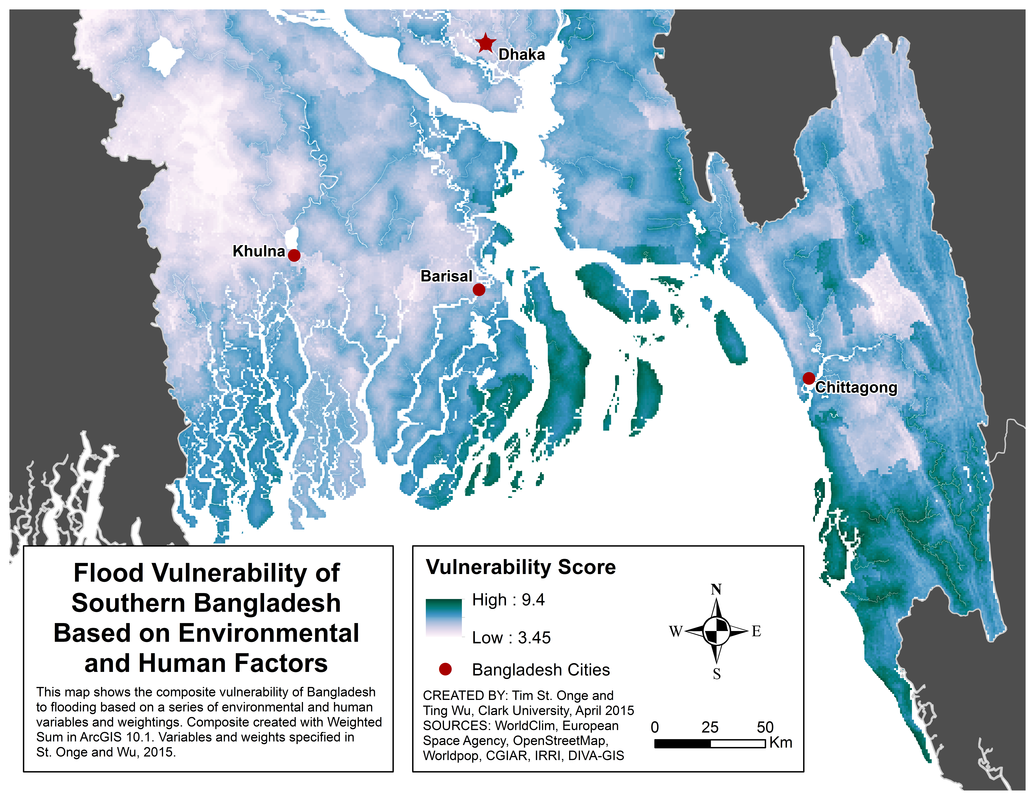 Dhaka
Khulna
Barisal
Chittagong
Flood Vulnerability of
Southern Bangladesh
Based on Environmental
and Human Factors
This map shows the composite vulnerability of Bangladesh
to flooding based on a series of environmental and human
variables and weightings. Composite created with Weighted
Sum in ArcGIS 10.1. Variables and weights specified in
St. Onge and Wu, 2015.
Vulnerability Score
High : 9.4
Low : 3.45
Bangladesh Cities
CREATED BY: Tim St. Onge and
Ting Wu, Clark University, April 2015
SOURCES: WorldClim, European
Space Agency, OpenStreetMap,
Worldpop, CGIAR, IRRI, DIVA-GIS
N
W E
S
0 25 50
Km